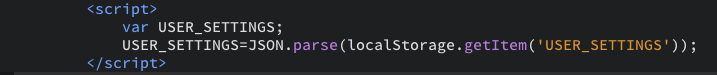 <script>
var USER_SETTINGS;
USER_SETTINGS=JSON.parse(localStorage.getItem('USER_SETTINGS'));
</script>